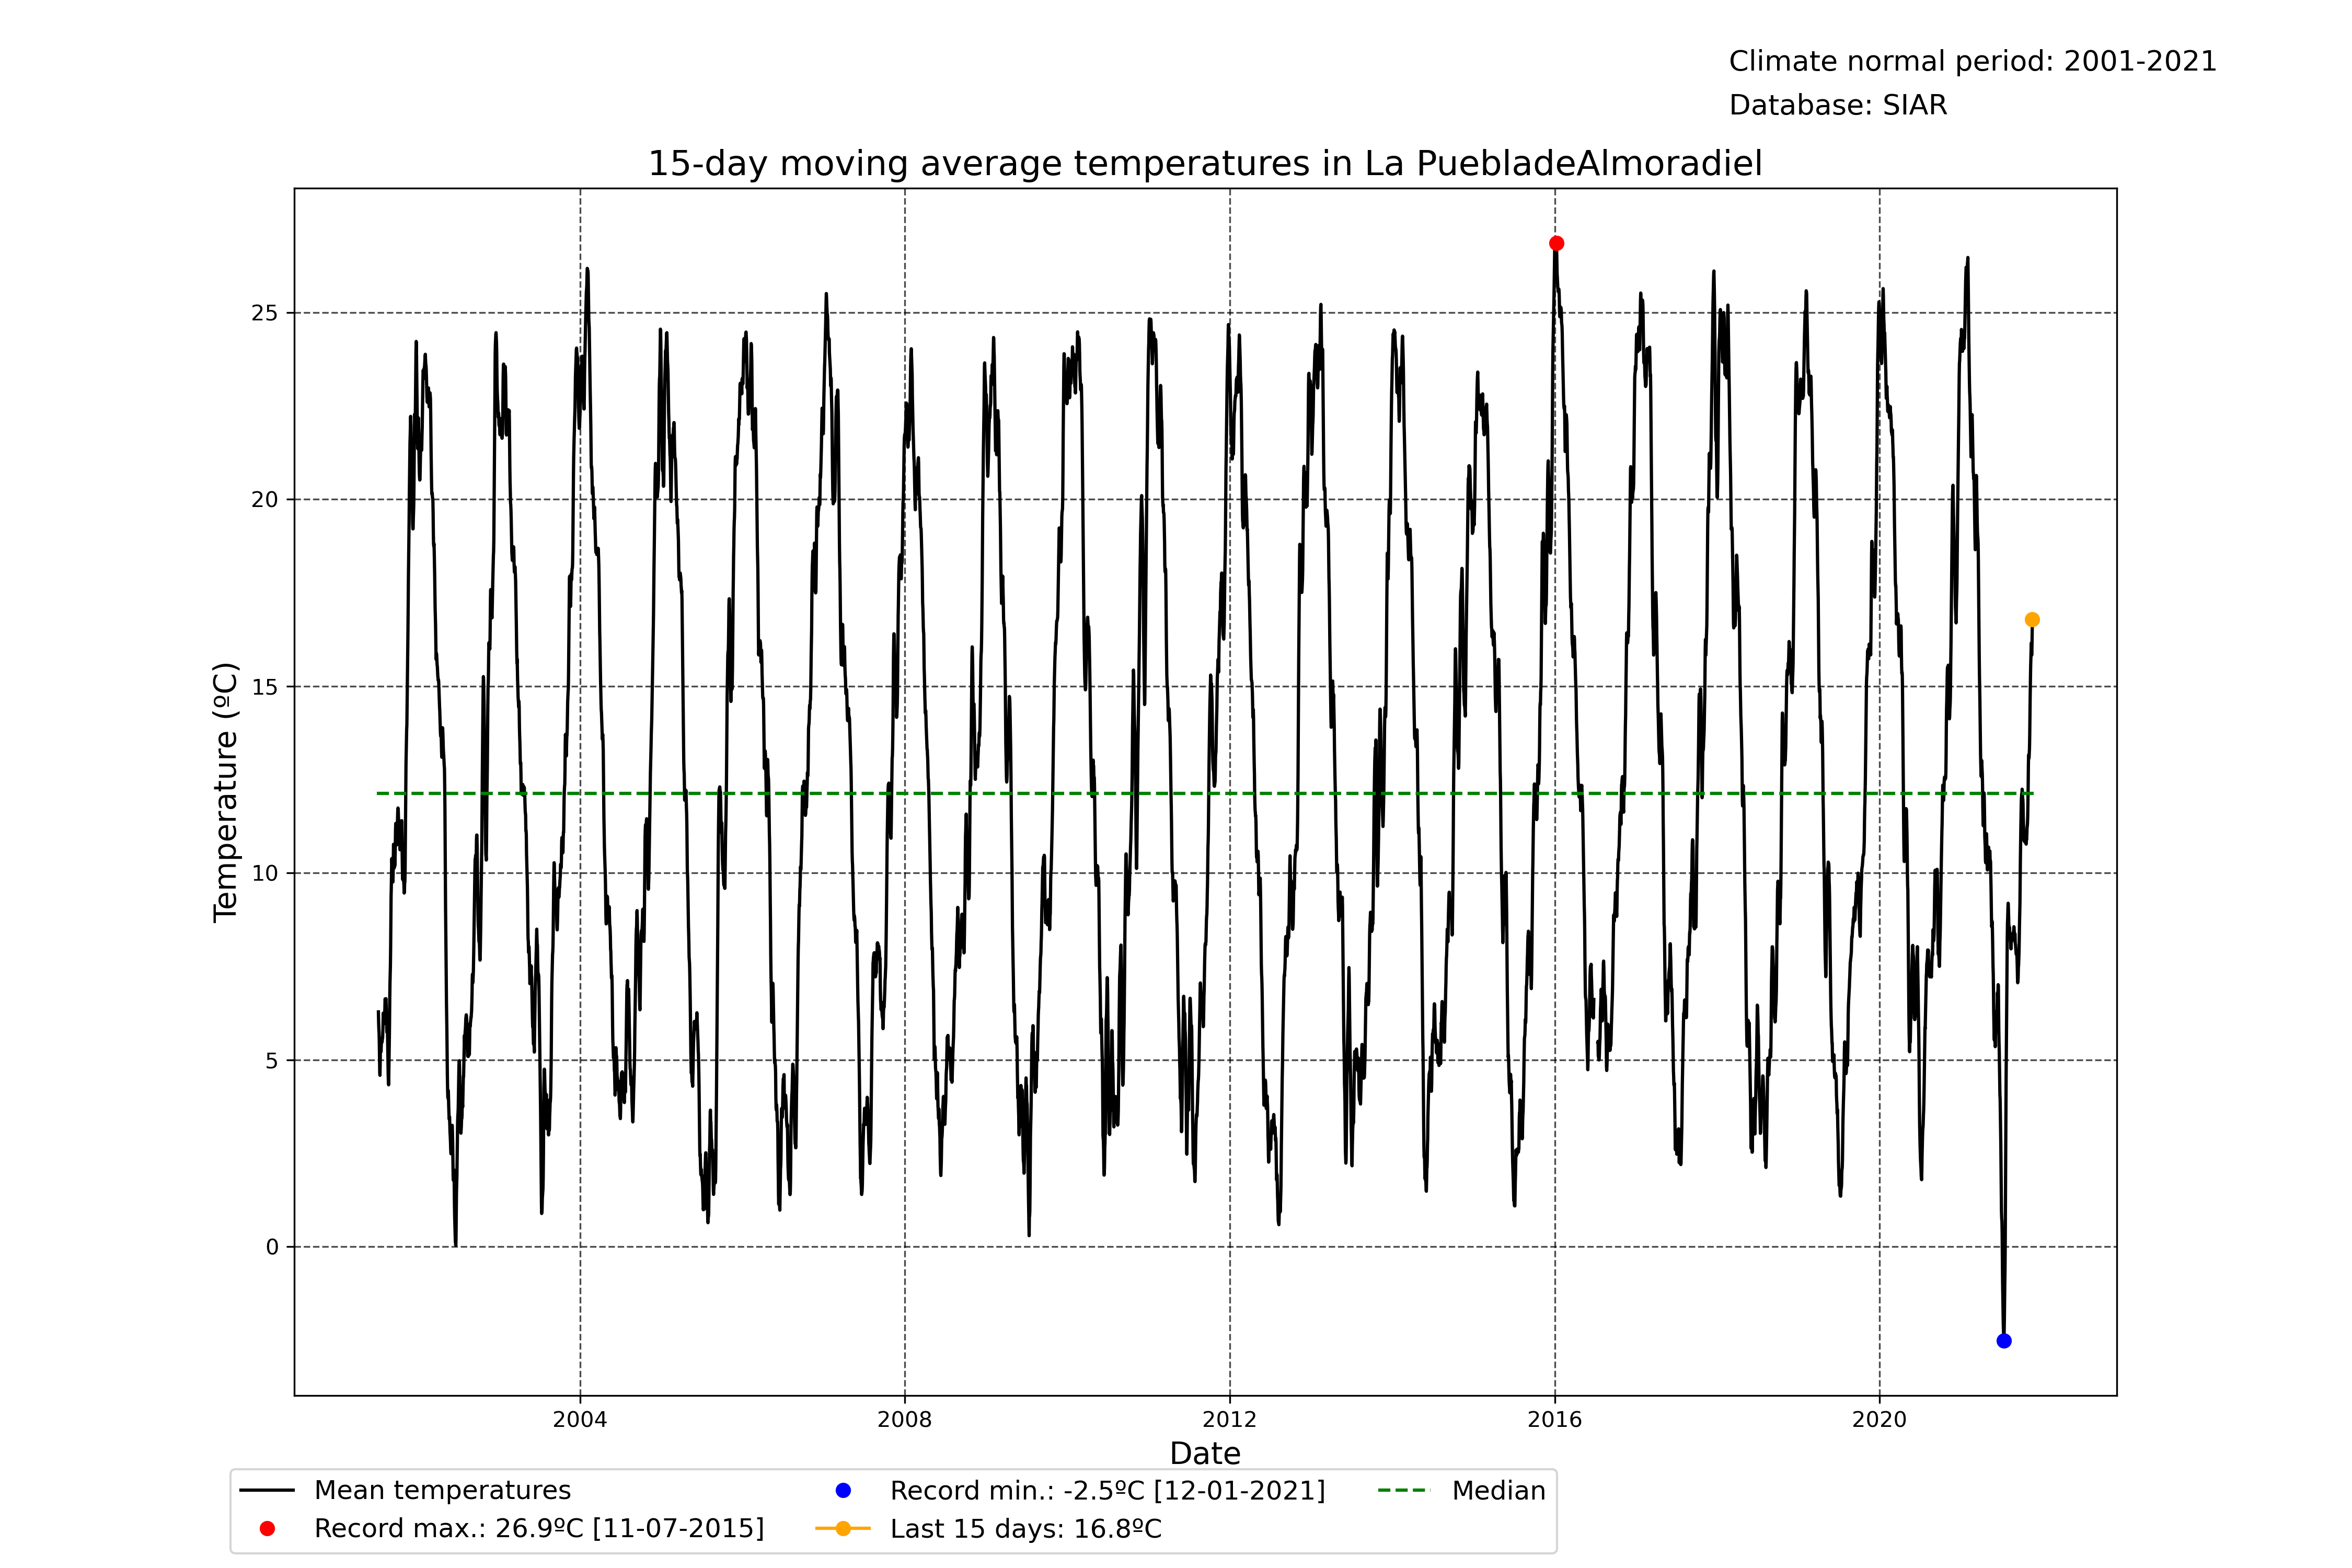 Climate normal period: 2001-2021
Database: SIAR
15-day moving average temperatures in La PuebladeAlmoradiel
Temperature (ºC)
25
20
15
10
5
0
2004 2008 2012 2016 2020
Date
Mean temperatures
Record max.: 26.9ºC [11-07-2015]
Record min.: -2.5ºC [12-01-2021]
Last 15 days: 16.8ºC
Median